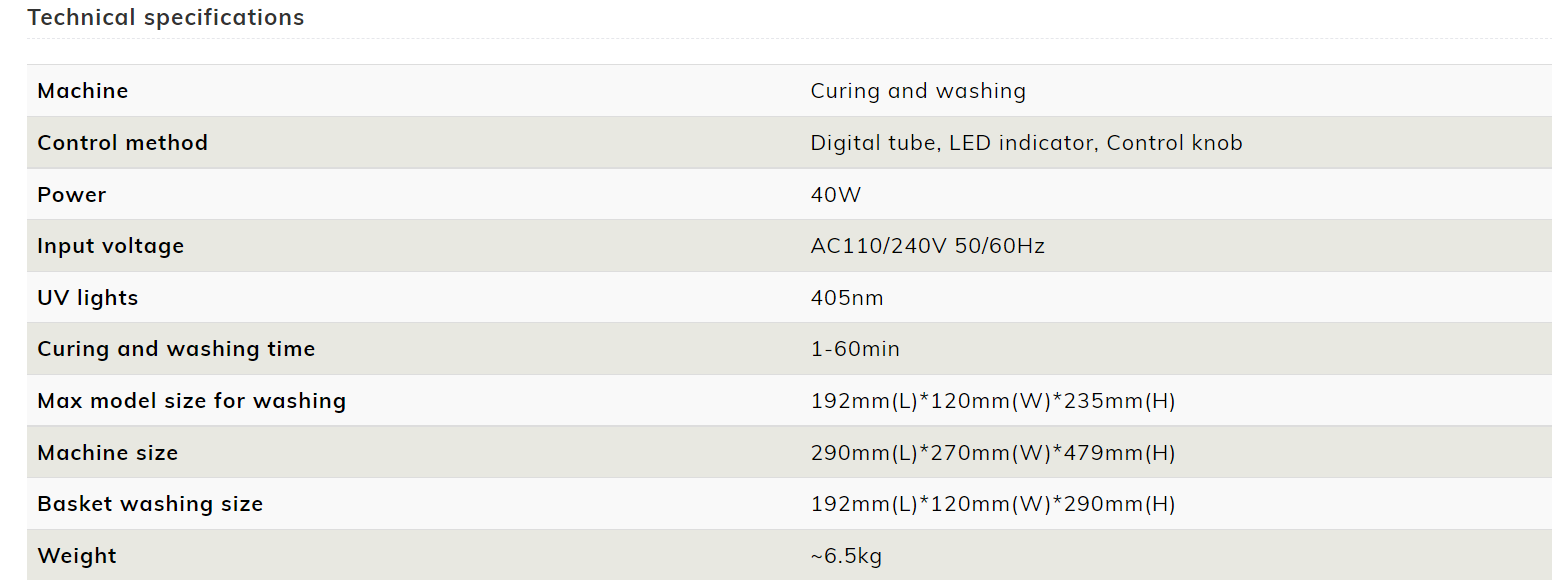 Technical specifications
Machine Curing and washing
Control method Digital tube, LED indicator, Control knob
Power 40W
Input voltage AC110/240V 50/60Hz
UV lights 405nm
Curing and washing time 1-60min
Max model size for washing 192mm(L)*120mm(W)*235mm(H)
Machine size 290mm(L)*270mm(W)*479mm(H)
Basket washing size 192mm(L)*120mm(W)*290mm(H)
Weight ~6.5kg